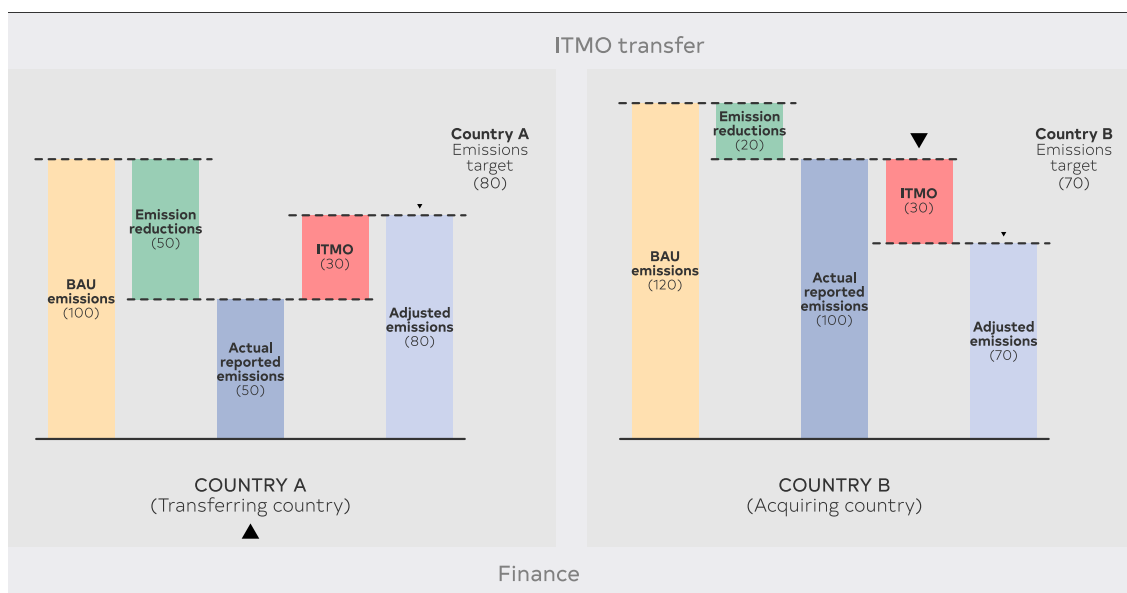 ITMO transfer
Country A
Emissions
target
(80)
Emission
reductions
(50)
ITMO
(30)
BAU
emissions
(100)
Adjusted
emissions
(80)
Actual
reported
emissions
(50)
COUNTRY A
(Transferring country)
Emission
reductions
(20)
Country B
Emissions
target
(70)
ITMO
(30)
BAU
emissions
(120)
Actual
reported
emissions
(100)
Adjusted
emissions
(70)
COUNTRY B
(Acquiring country)
Finance